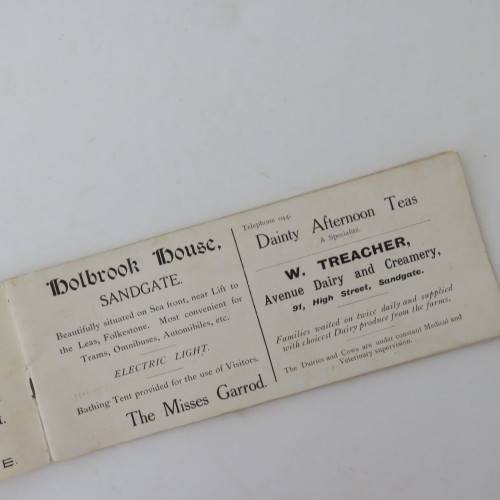 Holbrook House,
SANDGATE.
Beautifully situated on Sea front, near Lift to
the Leas, Folkestone. Most convenient for
Trams, Omnibuses, Automobiles, etc.
ELECTRIC LIGHT.
Bathing Tent provided for the use of Visitors.
The Misses Garrod.
Telephone 044.
Dainty Afternoon Teas
A Specialité.
W. TREACHER,
Avenue Dairy and Creamery,
91, High Street, Sandgate.
Families waited on twice daily and supplied
with choicest Dairy produce from the farms.
The Dairies and Cows are under constant Medical and
Veterinary supervision.
E.